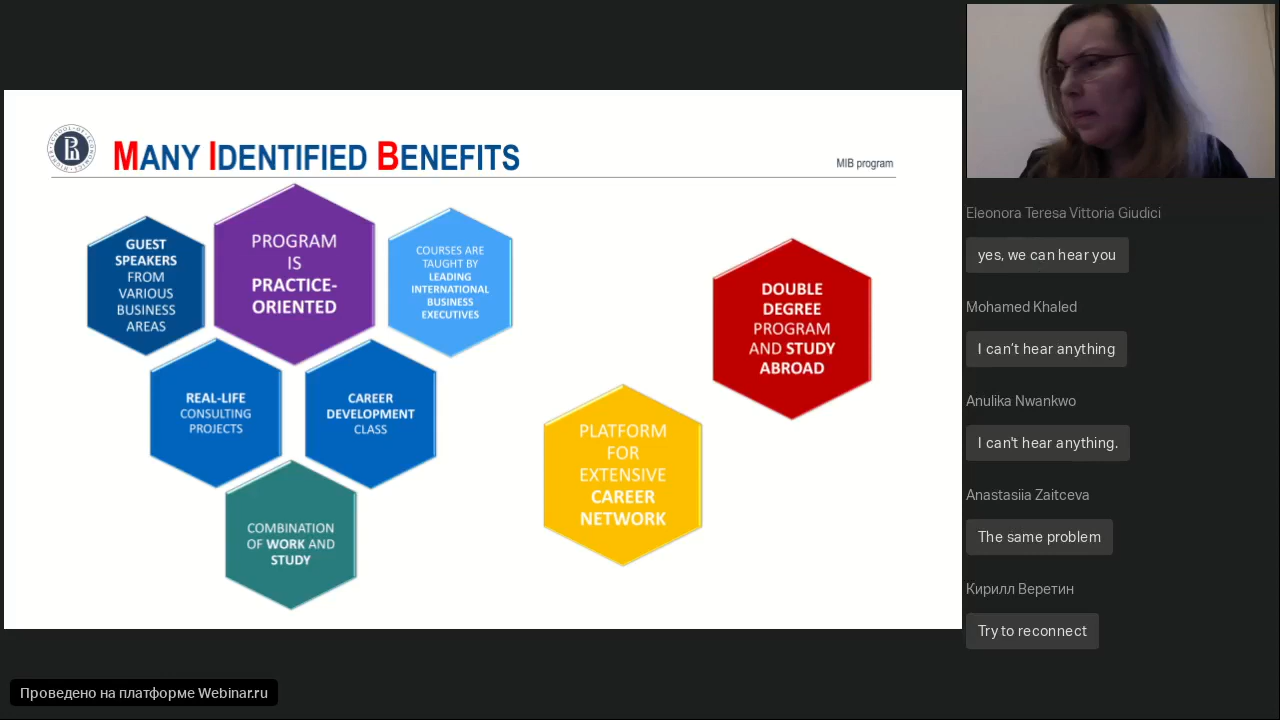 MANY IDENTIFIED BENEFITS
MIB program
GUEST
SPEAKERS
FROM
VARIOUS
BUSINESS
AREAS
PROGRAM
IS
PRACTICE-
ORIENTED
COURSES ARE
TAUGHT BY
LEADING
INTERNATIONAL
BUSINESS
EXECUTIVES
REAL-LIFE
CONSULTING
PROJECTS
CAREER
DEVELOPMENT
CLASS
COMBINATION
OF WORK AND
STUDY
PLATFORM
FOR
EXTENSIVE
CAREER
NETWORK
DOUBLE
DEGREE
PROGRAM
AND STUDY
ABROAD
Eleonora Teresa Vittoria Giudici
yes, we can hear you
Mohamed Khaled
I can’t hear anything
Anulika Nwankwo
I can't hear anything.
Anastasiia Zaitceva
The same problem
Кирилл Веретин
Try to reconnect
Проведено на платформе Webinar.ru